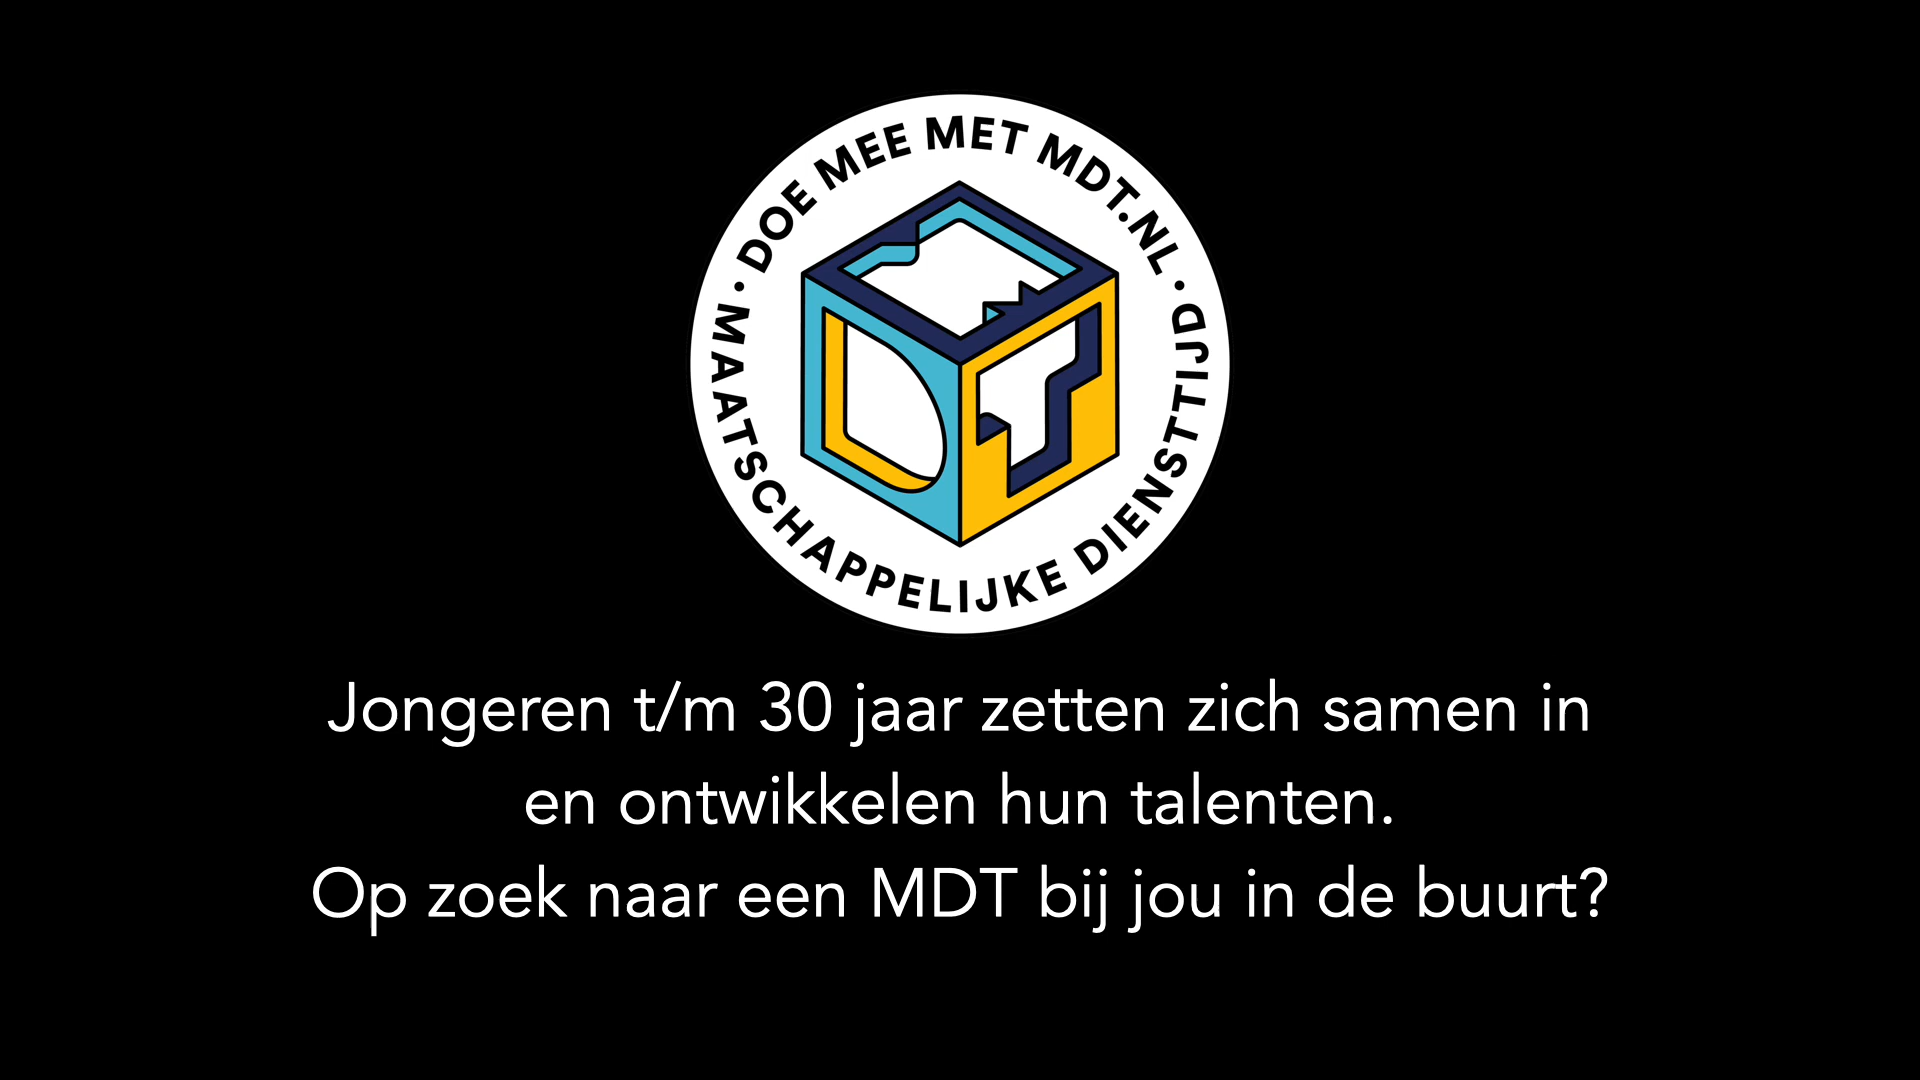 DOE MEE MET MDT.NL
MAATSCHAPPELIJKE DIENSTTIJD
Jongeren t/m 30 jaar zetten zich samen in
en ontwikkelen hun talenten.
Op zoek naar een MDT bij jou in de buurt?